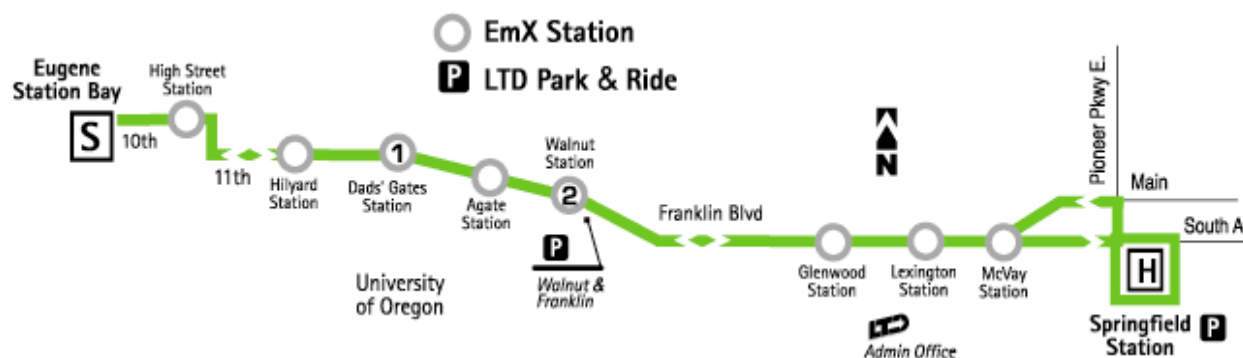 EmX Station
P LTD Park & Ride
Eugene
Station Bay
S
10th
High Street
Station
11th
Hilyard
Station
1
Dads' Gates
Station
Agate
Station
Walnut
Station
2
P
Walnut &
Franklin
University
of Oregon
Franklin Blvd
N
Glenwood
Station
Lexington
Station
McVay
Station
LTD
Admin Office
Pioneer Pkwy E.
Main
South A
H
Springfield
Station
P